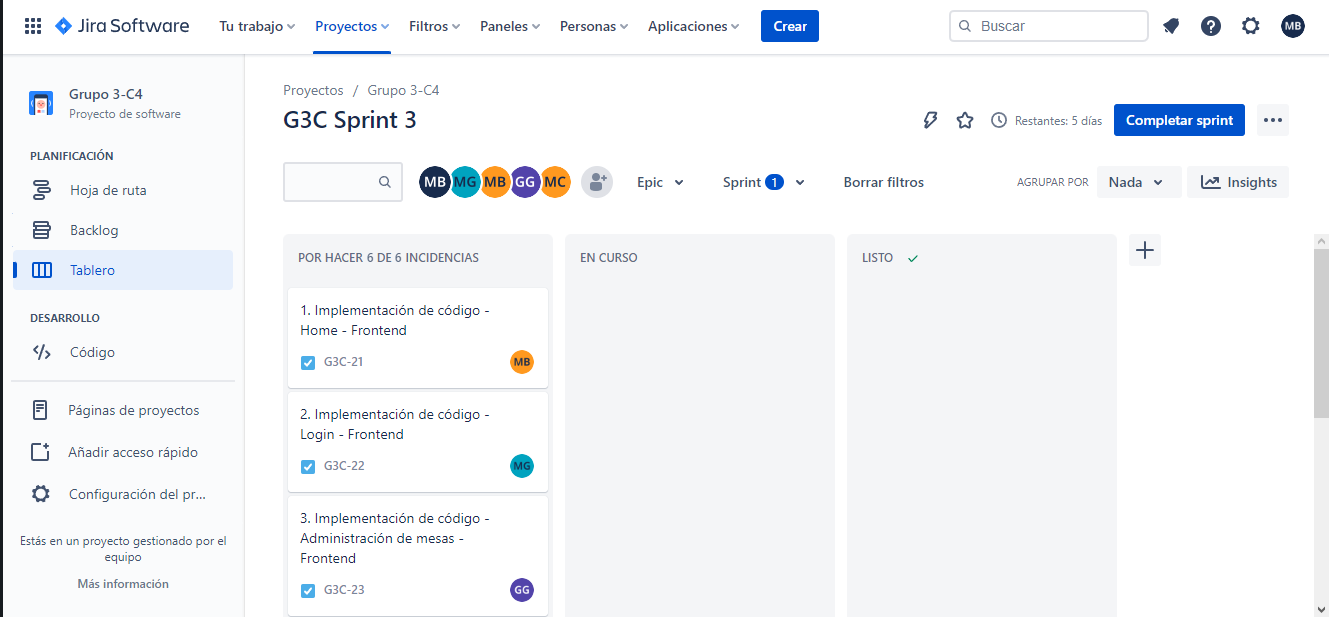 Jira Software
Tu trabajo
Proyectos
Filtros
Paneles
Personas
Aplicaciones
Crear
Buscar
MB
Grupo 3-C4
Proyecto de software
PLANIFICACIÓN
Hoja de ruta
Backlog
Tablero
DESARROLLO
Código
Páginas de proyectos
Añadir acceso rápido
Configuración del pr...
Estás en un proyecto gestionado por el
equipo
Más información
Proyectos / Grupo 3-C4
G3C Sprint 3
Restantes: 5 días
Completar sprint
MB MG MB GG MC
Epic
Sprint 1
Borrar filtros
AGRUPAR POR
Nada
Insights
POR HACER 6 DE 6 INCIDENCIAS
1. Implementación de código -
Home - Frontend
G3C-21
MB
2. Implementación de código -
Login - Frontend
G3C-22
MG
3. Implementación de código -
Administración de mesas -
Frontend
G3C-23
GG
EN CURSO
LISTO